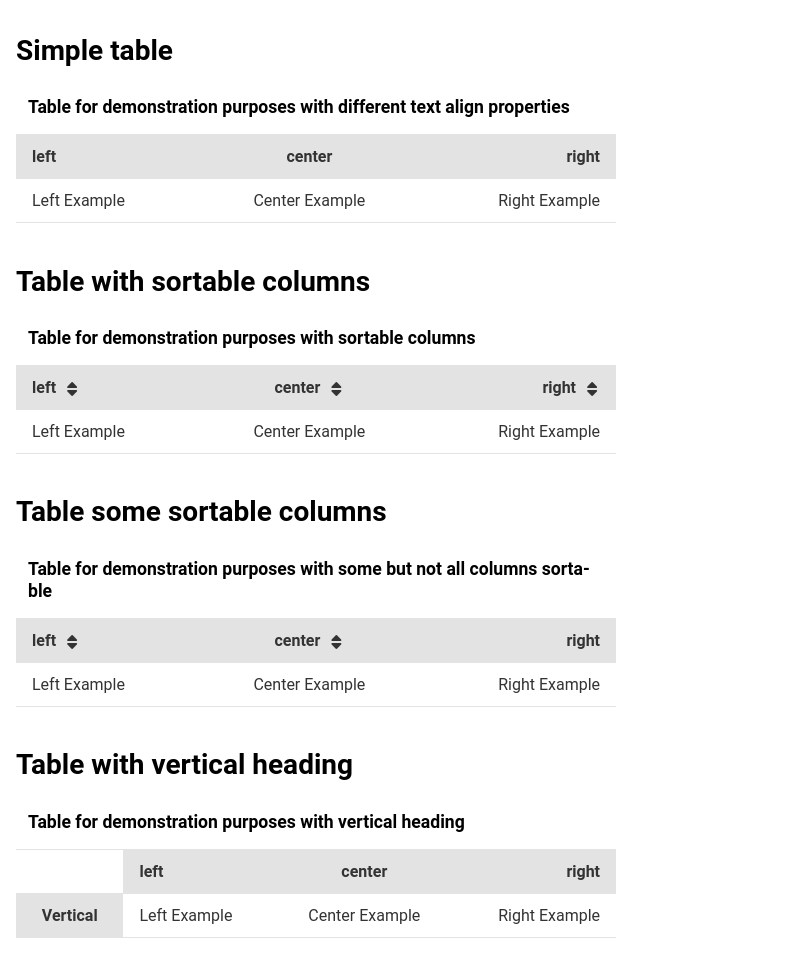 Simple table
Table for demonstration purposes with different text align properties
left center right
Left Example Center Example Right Example
Table with sortable columns
Table for demonstration purposes with sortable columns
left center right
Left Example Center Example Right Example
Table some sortable columns
Table for demonstration purposes with some but not all columns sorta-
ble
left center right
Left Example Center Example Right Example
Table with vertical heading
Table for demonstration purposes with vertical heading
left center right
Vertical Left Example Center Example Right Example